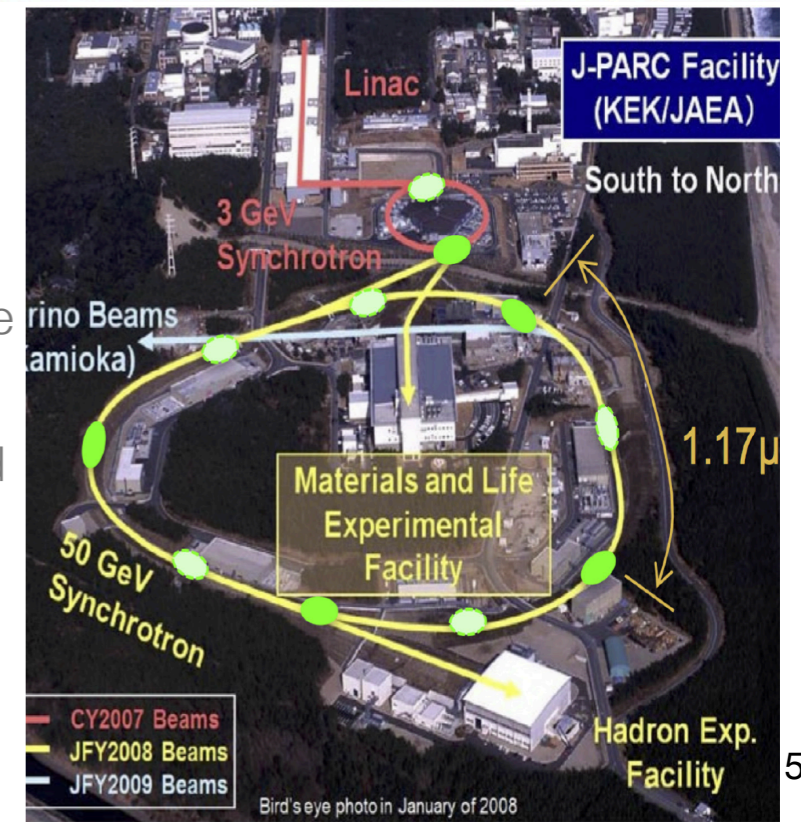 J-PARC Facility
(KEK/JAEA)
Linac
South to North
3 GeV
Synchrotron
e
rino Beams
Kamioka)
1.17μ
Materials and Life
Experimental
Facility
50 GeV
Synchrotron
CY2007 Beams
JFY2008 Beams
JFY2009 Beams
Hadron Exp.
Facility
5
Bird's eye photo in January of 2008